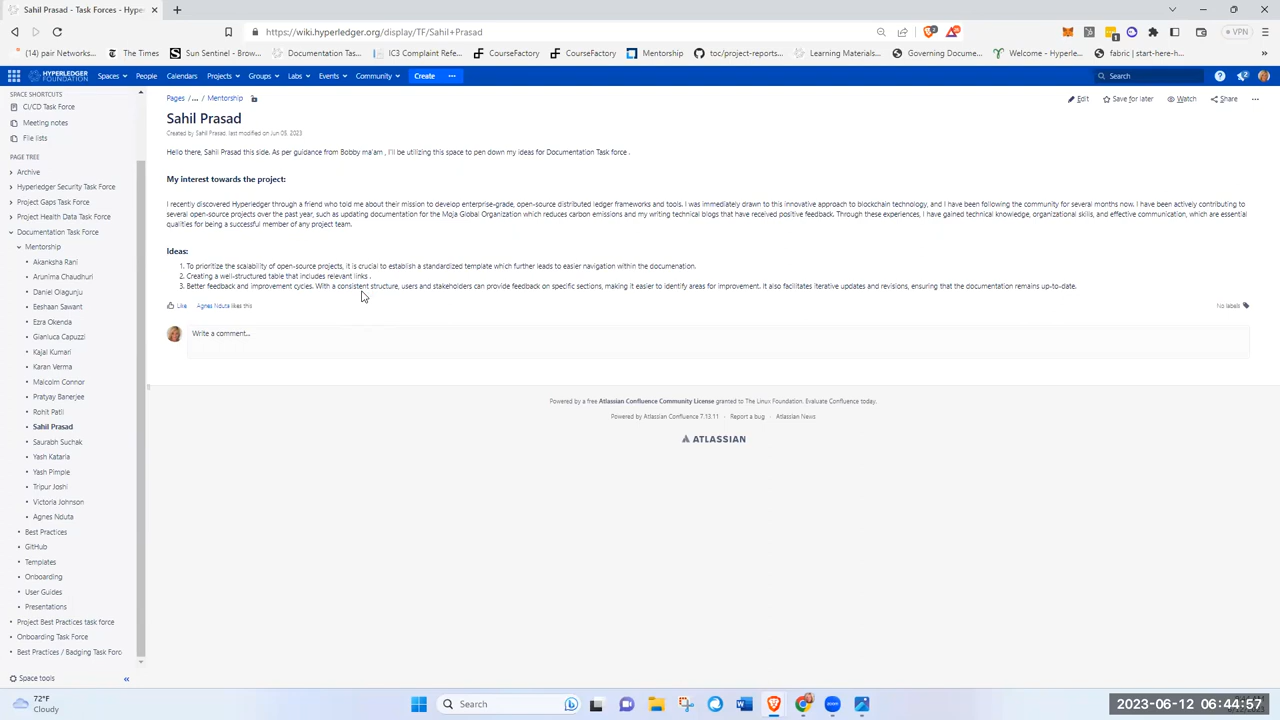 Sahil Prasad - Task Forces - Hype
https://wiki.hyperledger.org/display/TF/Sahil+Prasad
VPN
(14) pair Networks...
The Times
Sun Sentinel - Brow...
Documentation Tas...
IC3 Complaint Refe...
CourseFactory
CourseFactory
Mentorship
toc/project-reports...
Learning Materials...
Governing Docume...
Welcome - Hyperle...
fabric | start-here-h...
HYPERLEDGER FOUNDATION
Spaces
People
Calendars
Projects
Groups
Labs
Events
Community
Create
Search
SPACE SHORTCUTS
CI/CD Task Force
Meeting notes
File lists
PAGE TREE
Archive
Hyperledger Security Task Force
Project Gaps Task Force
Project Health Data Task Force
Documentation Task Force
Mentorship
Akanksha Rani
Arunima Chaudhuri
Daniel Olagunju
Eeshaan Sawant
Ezra Okenda
Gianluca Capuzzi
Kajal Kumari
Karan Verma
Malcolm Connor
Pratyay Banerjee
Rohit Patil
Sahil Prasad
Saurabh Suchak
Yash Kataria
Yash Pimple
Tripur Joshi
Victoria Johnson
Agnes Nduta
Best Practices
GitHub
Templates
Onboarding
User Guides
Presentations
Project Best Practices task force
Onboarding Task Force
Best Practices / Badging Task Forc
Space tools
Pages /... / Mentorship
Edit
Save for later
Watch
Share
Sahil Prasad
Created by Sahil Prasad, last modified on Jun 05, 2023
Hello there, Sahil Prasad this side. As per guidance from Bobby ma'am , I'll be utilizing this space to pen down my ideas for Documentation Task force .
My interest towards the project:
I recently discovered Hyperledger through a friend who told me about their mission to develop enterprise-grade, open-source distributed ledger frameworks and tools. I was immediately drawn to this innovative approach to blockchain technology, and I have been following the community for several months now. I have been actively contributing to
several open-source projects over the past year, such as updating documentation for the Moja Global Organization which reduces carbon emissions and my writing technical blogs that have received positive feedback. Through these experiences, I have gained technical knowledge, organizational skills, and effective communication, which are essential
qualities for being a successful member of any project team.
Ideas:
1. To prioritize the scalability of open-source projects, it is crucial to establish a standardized template which further leads to easier navigation within the documenation.
2. Creating a well-structured table that includes relevant links .
3. Better feedback and improvement cycles. With a consistent structure, users and stakeholders can provide feedback on specific sections, making it easier to identify areas for improvement. It also facilitates iterative updates and revisions, ensuring that the documentation remains up-to-date.
Like
Agnes Nduta likes this
No labels
Write a comment...
Powered by a free Atlassian Confluence Community License granted to The Linux Foundation. Evaluate Confluence today.
Powered by Atlassian Confluence 7.13.11 · Report a bug · Atlassian News
ATLASSIAN
72°F
Cloudy
Search
2023-06-12 06:44:57